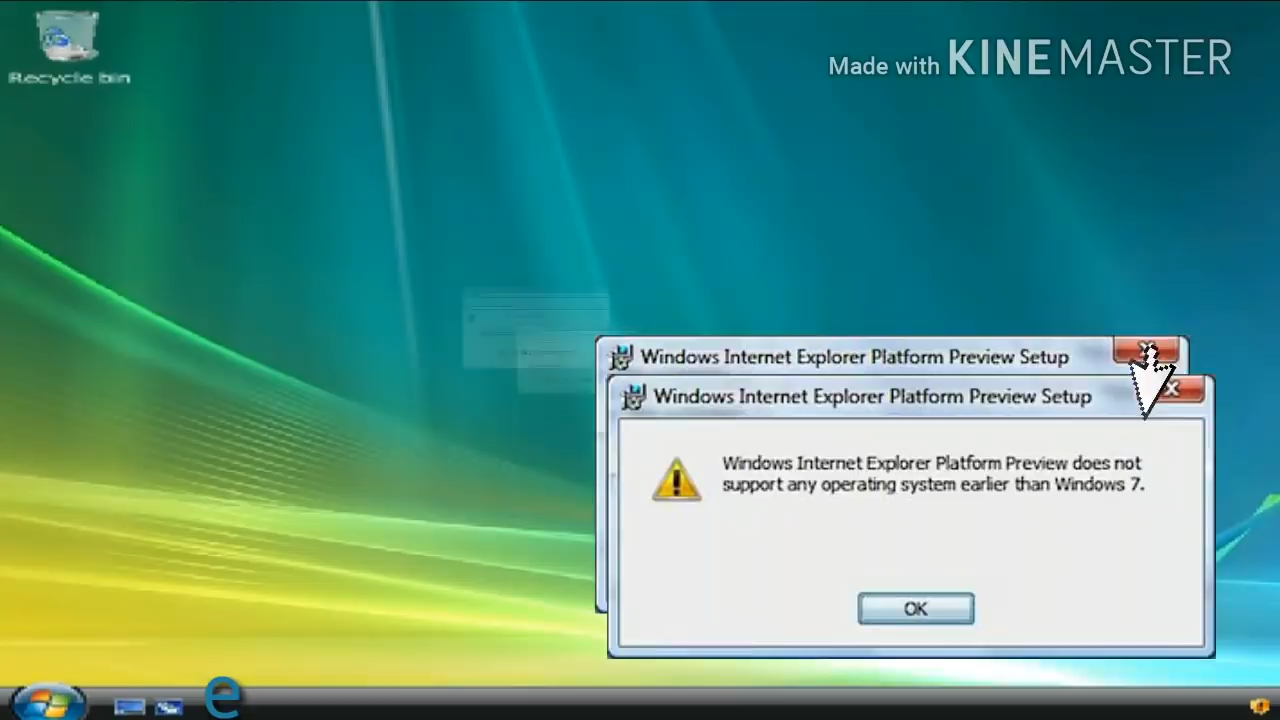 Recycle bin
Made with KINEMASTER
Windows Internet Explorer Platform Preview Setup
Windows Internet Explorer Platform Preview Setup
Windows Internet Explorer Platform Preview does not
support any operating system earlier than Windows 7.
OK